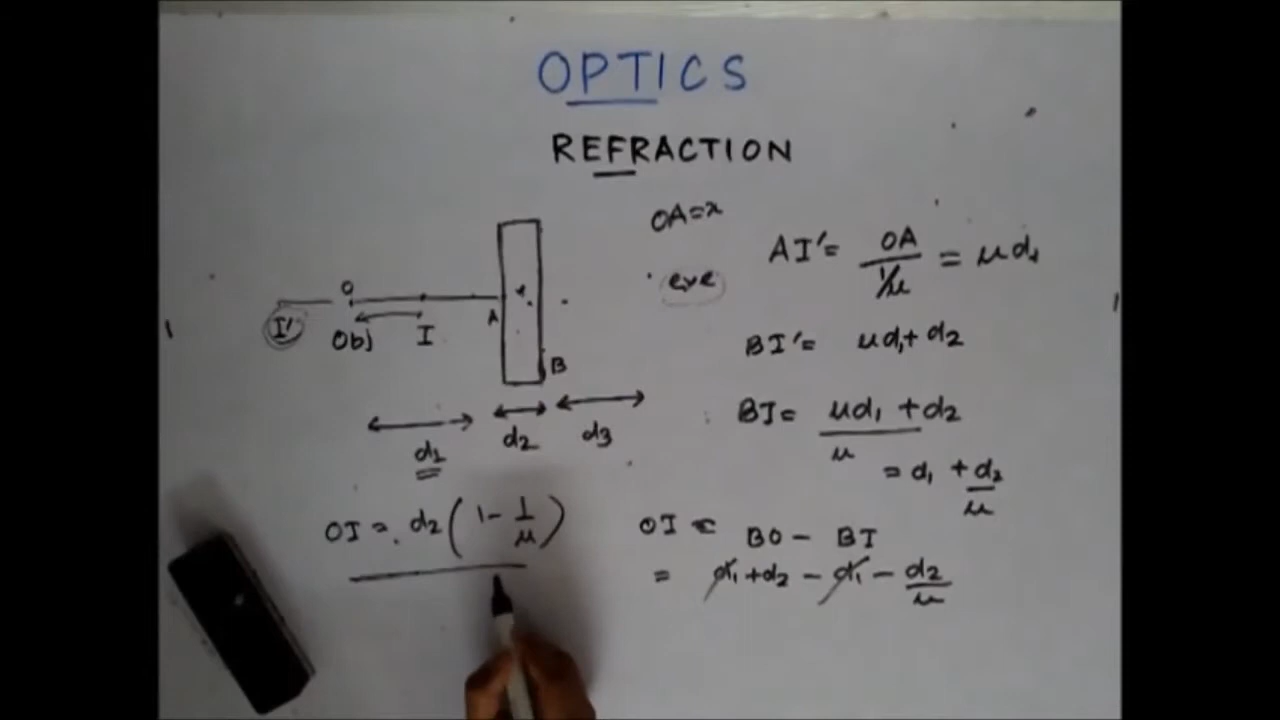 OPTICS
REFRACTION
OA=x
AI'= OA/1/μ = μd1
eye
O
I' Obj I A
BI'= μd1+d2
B
BI= μd1+d2/μ
d1 d2 d3
= d1 + d2/μ
OI = d2(1-1/μ)
OI = BO - BI
= d1+d2-d1-d2/μ